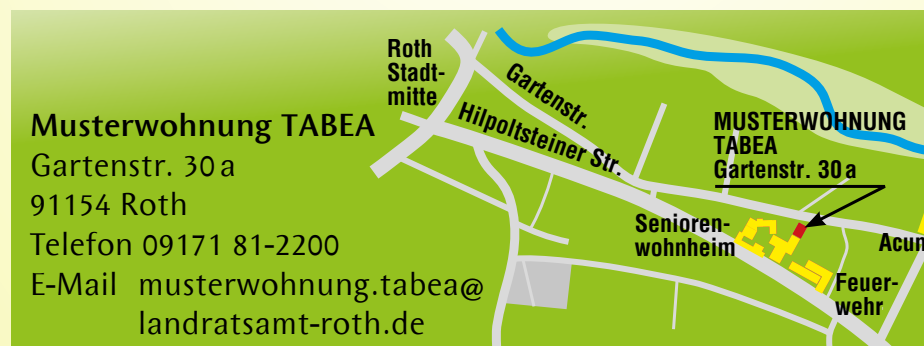 Musterwohnung TABEA
Gartenstr. 30 a
91154 Roth
Telefon 09171 81-2200
E-Mail musterwohnung.tabea@
landratsamt-roth.de
Roth
Stadt-
mitte
Gartenstr.
Hilpoltsteiner Str.
MUSTERWOHNUNG
TABEA
Gartenstr. 30 a
Senioren-
wohnheim
Feuer-
wehr